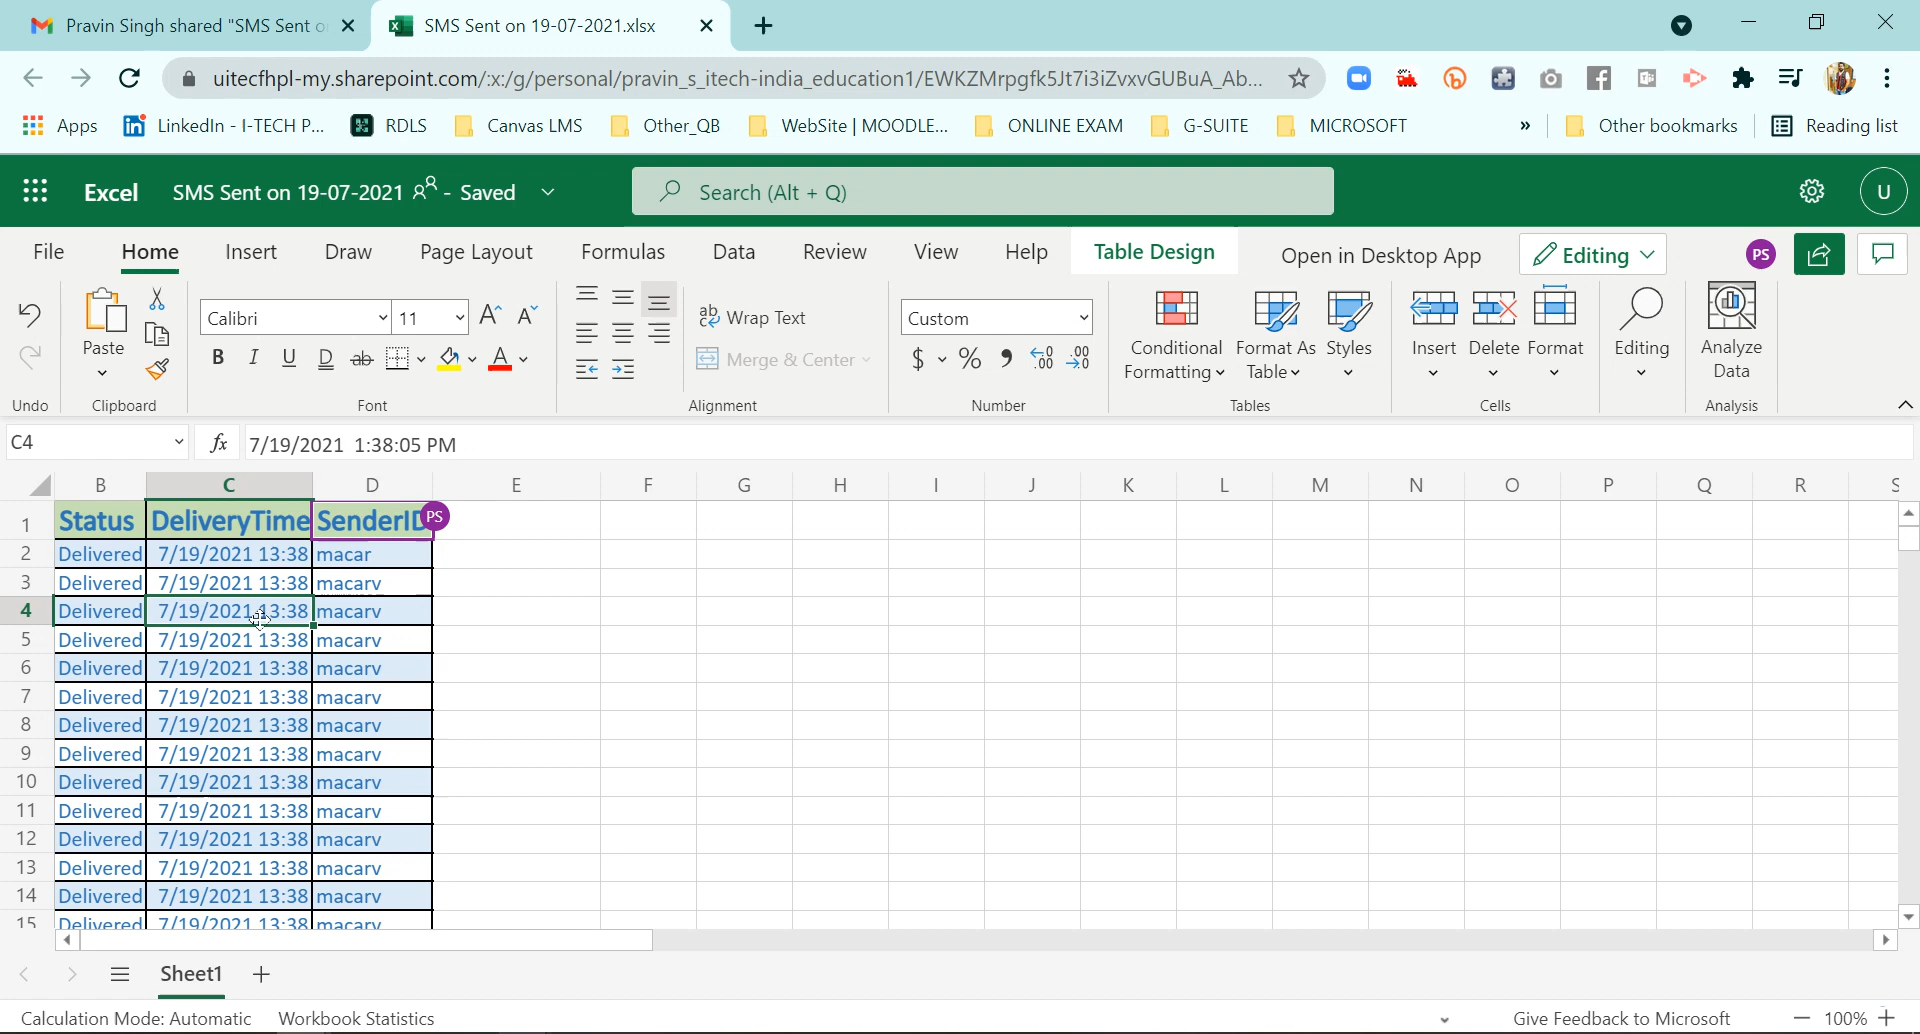 Pravin Singh shared "SMS Sent o
SMS Sent on 19-07-2021.xlsx
uitecfhpl-my.sharepoint.com/:x:/g/personal/pravin_s_itech-india_education1/EWKZMrpgfk5Jt7i3iZvxvGUBuA_Ab...
Apps LinkedIn - I-TECH P... RDLS Canvas LMS Other_QB WebSite | MOODLE... ONLINE EXAM G-SUITE MICROSOFT » Other bookmarks Reading list
Excel SMS Sent on 19-07-2021 - Saved Search (Alt + Q) U
File Home Insert Draw Page Layout Formulas Data Review View Help Table Design Open in Desktop App Editing PS
Paste Calibri 11 A A ab Wrap Text Custom Conditional Formatting Format As Table Styles Insert Delete Format Editing Analyze Data
B I U D ab A Merge & Center $ % 9 .00 .00
Undo Clipboard Font Alignment Number Tables Cells Analysis
C4 fx 7/19/2021 1:38:05 PM
B C D E F G H I J K L M N O P Q R S
1 Status DeliveryTime SenderID PS
2 Delivered 7/19/2021 13:38 macar
3 Delivered 7/19/2021 13:38 macarv
4 Delivered 7/19/2021 13:38 macarv
5 Delivered 7/19/2021 13:38 macarv
6 Delivered 7/19/2021 13:38 macarv
7 Delivered 7/19/2021 13:38 macarv
8 Delivered 7/19/2021 13:38 macarv
9 Delivered 7/19/2021 13:38 macarv
10 Delivered 7/19/2021 13:38 macarv
11 Delivered 7/19/2021 13:38 macarv
12 Delivered 7/19/2021 13:38 macarv
13 Delivered 7/19/2021 13:38 macarv
14 Delivered 7/19/2021 13:38 macarv
15 Delivered 7/19/2021 13:38 macarv
Sheet1
Calculation Mode: Automatic Workbook Statistics Give Feedback to Microsoft 100%